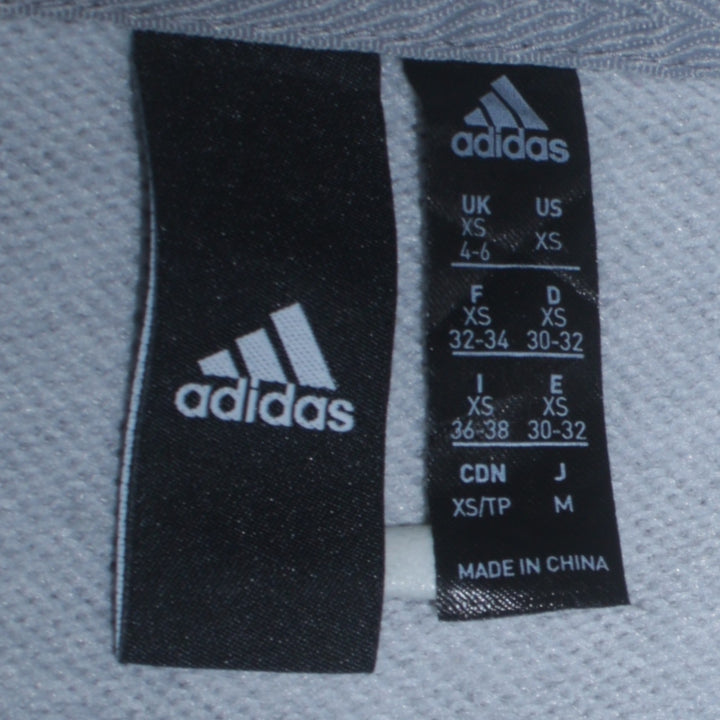 adidas
adidas
UK US
XS XS
4-6
F D
XS XS
32-34 30-32
I E
XS XS
36-38 30-32
CDN J
XS/TP M
MADE IN CHINA